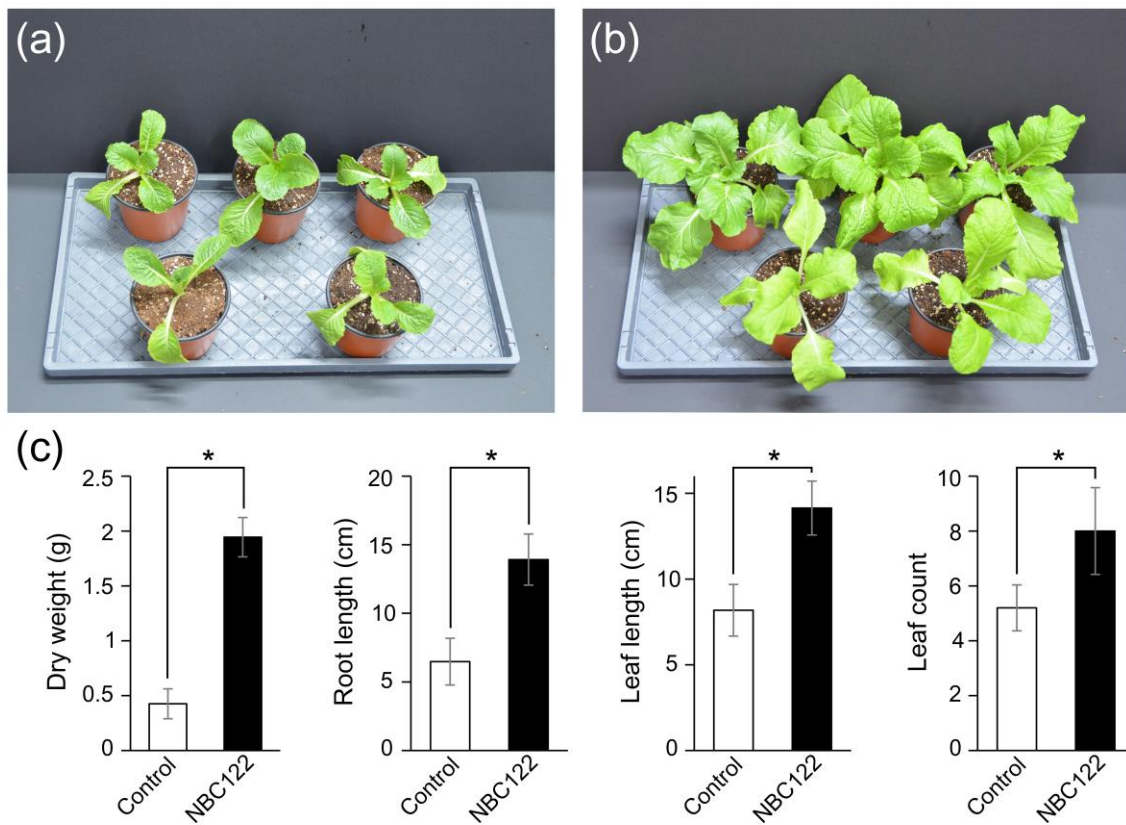 (a)
(b)
(c)
*
2.5
2
1.5
1
0.5
0
Dry weight (g)
Control
NBC122
*
20
15
10
5
0
Root length (cm)
Control
NBC122
*
15
10
5
0
Leaf length (cm)
Control
NBC122
*
10
8
6
4
2
0
Leaf count
Control
NBC122